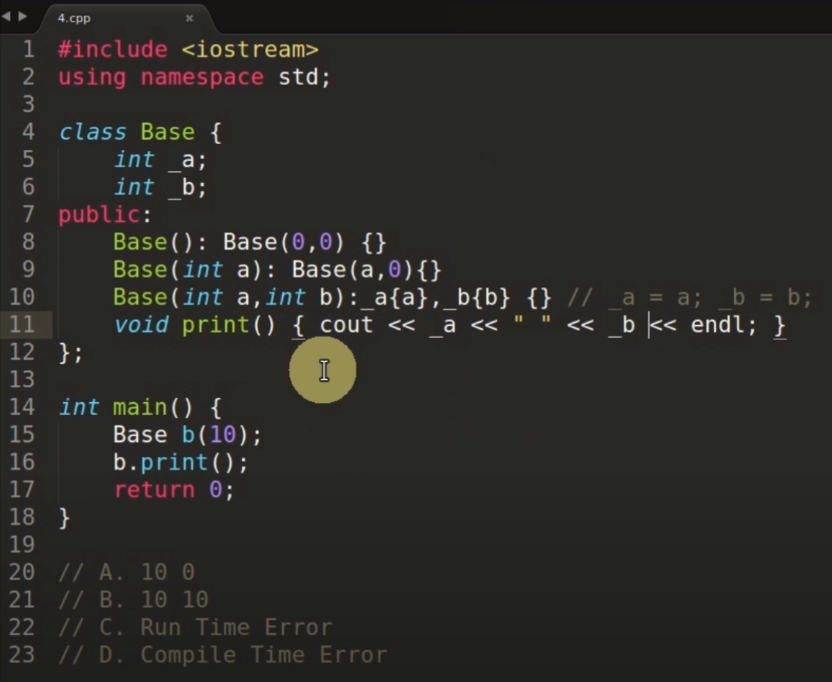 4.cpp ×
1 #include <iostream>
2 using namespace std;
3
4 class Base {
5     int _a;
6     int _b;
7 public:
8     Base(): Base(0,0) {}
9     Base(int a): Base(a,0){}
10     Base(int a,int b):_a{a},_b{b} {} // _a = a; _b = b;
11     void print() { cout << _a << " " << _b << endl; }
12 };
13
14 int main() {
15     Base b(10);
16     b.print();
17     return 0;
18 }
19
20 // A. 10 0
21 // B. 10 10
22 // C. Run Time Error
23 // D. Compile Time Error